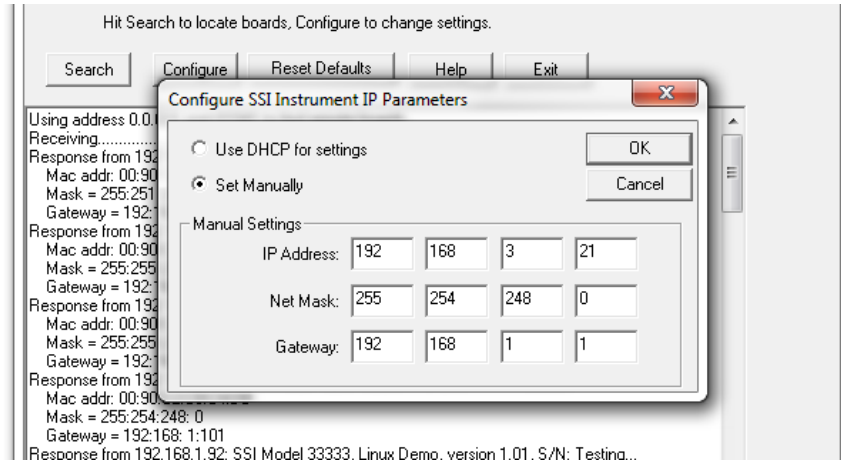 Hit Search to locate boards, Configure to change settings.
Search Configure Reset Defaults Help Exit
Configure SSI Instrument IP Parameters
Use DHCP for settings
Set Manually
OK
Cancel
Manual Settings
IP Address: 192 168 3 21
Net Mask: 255 254 248 0
Gateway: 192 168 1 1
Using address 0.0.
Receiving..............
Response from 192
Mac addr: 00:90
Mask = 255:251
Gateway = 192:
Response from 192
Mac addr: 00:90
Mask = 255:255
Gateway = 192:
Response from 192
Mac addr: 00:90
Mask = 255:255
Gateway = 192:
Response from 192
Mac addr: 00:90
Mask = 255:254:248: 0
Gateway = 192:168: 1:101
Response from 192.168.1.92: SSI Model 33333, Linux Demo, version 1.01, S/N: Testing...